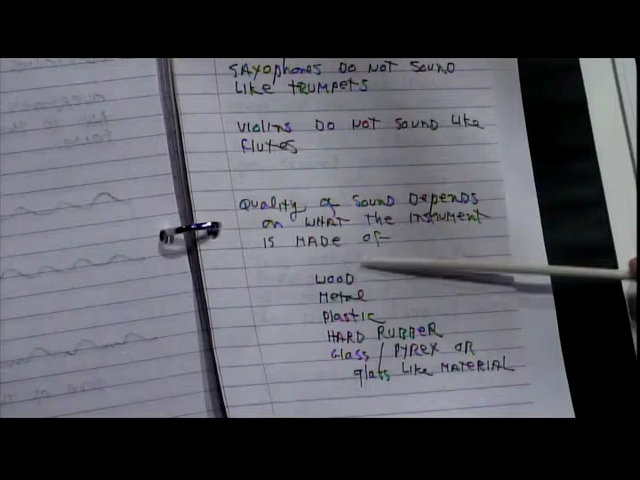 SAXOPHONES DO NOT SOUND
LIKE TRUMPETS
VIOLINS DO NOT SOUND LIKE
FLUTES
QUALITY of SOUND DEPENDS
on WHAT THE INSTRUMENT
IS MADE OF
WOOD
Metal
Plastic
HARD RUBBER
Glass / PYREX OR
glass LIKE MATERIAL